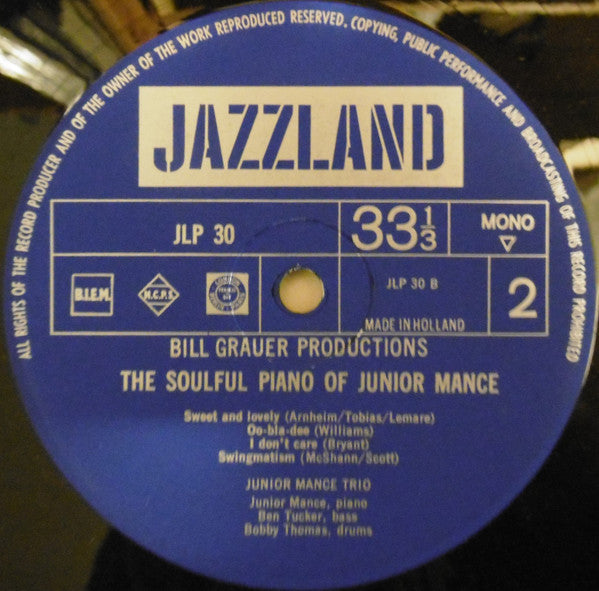 ALL RIGHTS OF THE RECORD PRODUCER AND OF THE OWNER OF THE WORK REPRODUCED RESERVED. COPYING, PUBLIC PERFORMANCE AND BROADCASTING OF THIS RECORD PROHIBITED
JAZZLAND
JLP 30
33 1/3
MONO
B.I.E.M.
M.C.P.S.
JLP 30 B
2
MADE IN HOLLAND
BILL GRAUER PRODUCTIONS
THE SOULFUL PIANO OF JUNIOR MANCE
Sweet and lovely (Arnheim/Tobias/Lemare)
Oo-bla-dee (Williams)
I don't care (Bryant)
Swingmatism (McShann/Scott)
JUNIOR MANCE TRIO
Junior Mance, piano
Ben Tucker, bass
Bobby Thomas, drums